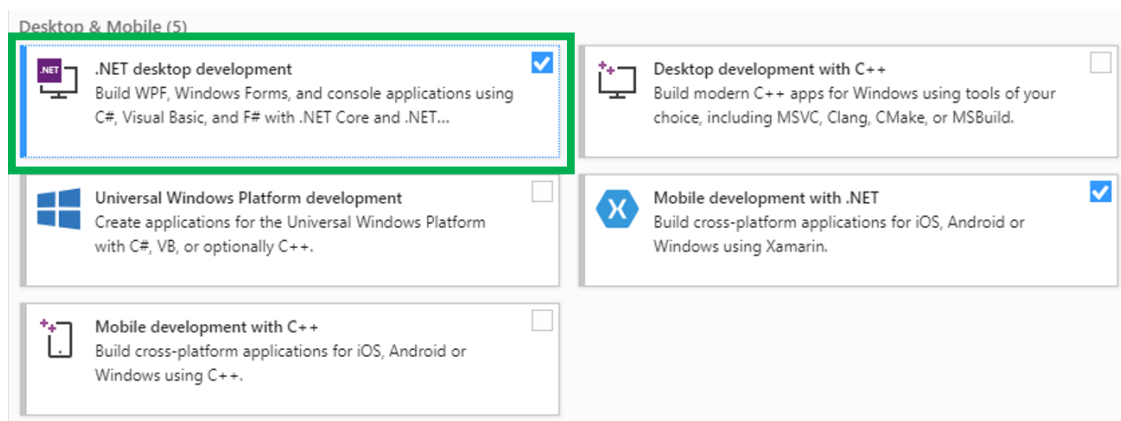 Desktop & Mobile (5)
.NET
.NET desktop development
Build WPF, Windows Forms, and console applications using
C#, Visual Basic, and F# with .NET Core and .NET...
Desktop development with C++
Build modern C++ apps for Windows using tools of your
choice, including MSVC, Clang, CMake, or MSBuild.
Universal Windows Platform development
Create applications for the Universal Windows Platform
with C#, VB, or optionally C++.
Mobile development with .NET
Build cross-platform applications for iOS, Android or
Windows using Xamarin.
Mobile development with C++
Build cross-platform applications for iOS, Android or
Windows using C++.